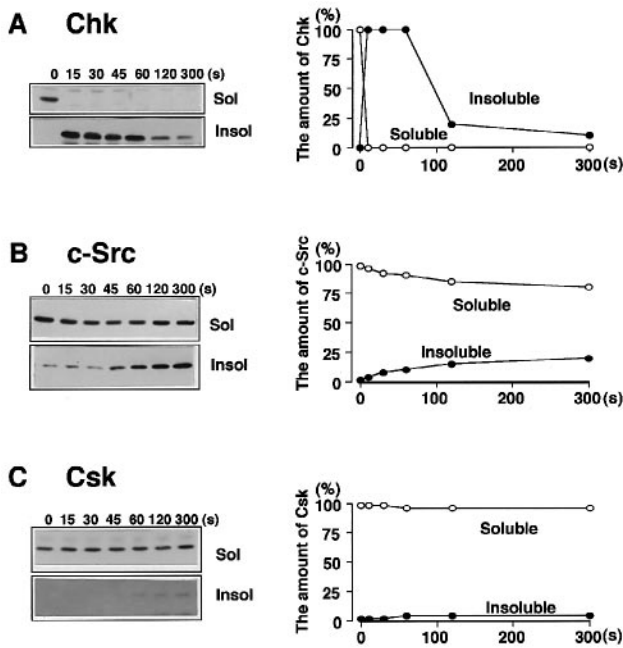 A Chk
0 15 30 45 60 120 300 (s)
Sol
Insol
The amount of Chk
(%)
100
75
50
25
0
Insoluble
Soluble
0 100 200 300(s)
B c-Src
0 15 30 45 60 120 300 (s)
Sol
Insol
The amount of c-Src
(%)
100
75
50
25
0
Soluble
Insoluble
0 100 200 300(s)
C Csk
0 15 30 45 60 120 300 (s)
Sol
Insol
The amount of Csk
(%)
100
75
50
25
0
Soluble
Insoluble
0 100 200 300(s)